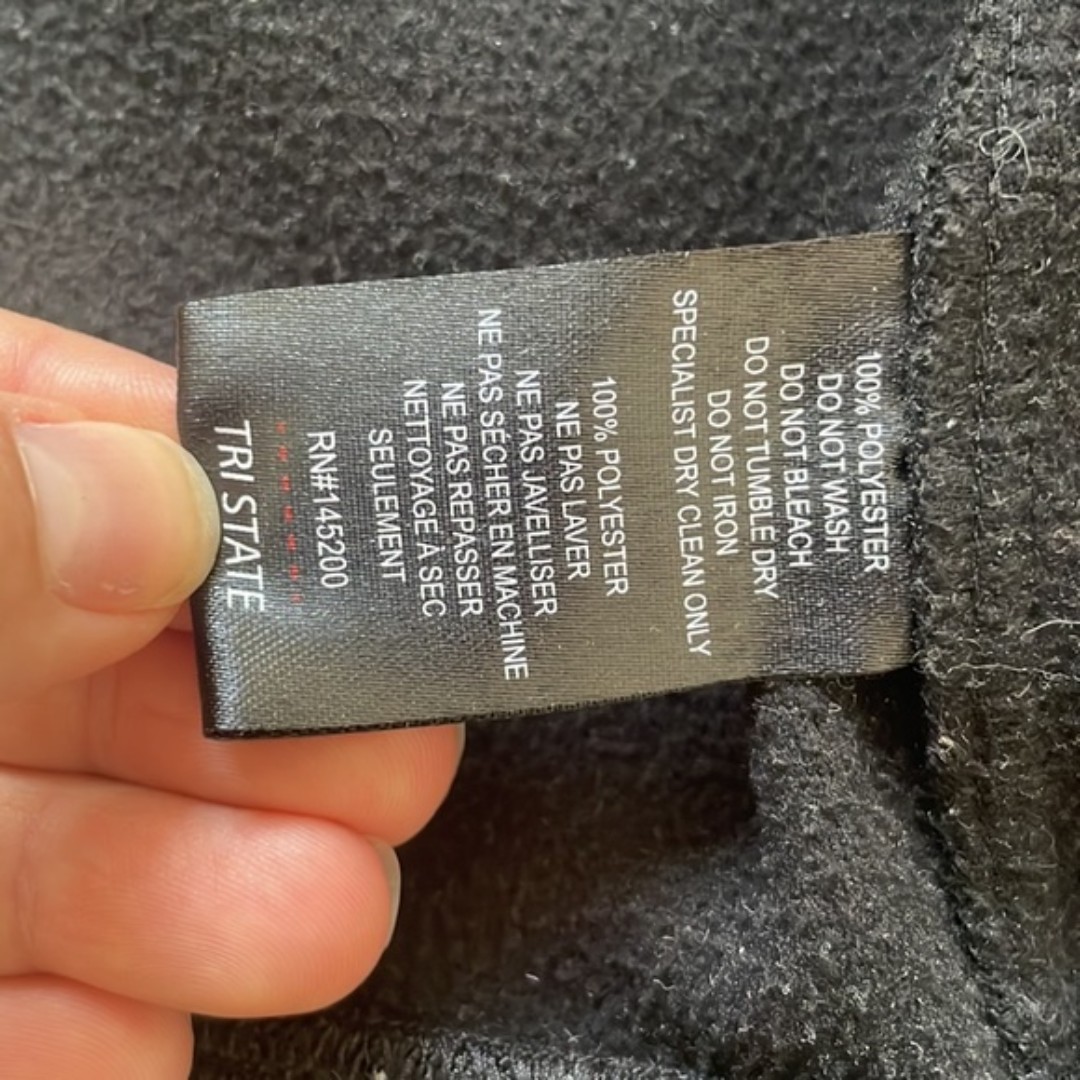 100% POLYESTER
DO NOT WASH
DO NOT BLEACH
DO NOT TUMBLE DRY
DO NOT IRON
SPECIALIST DRY CLEAN ONLY
100% POLYESTER
NE PAS LAVER
NE PAS JAVELLISER
NE PAS SÉCHER EN MACHINE
NE PAS REPASSER
NETTOYAGE À SEC
SEULEMENT
RN#145200
TRI STATE